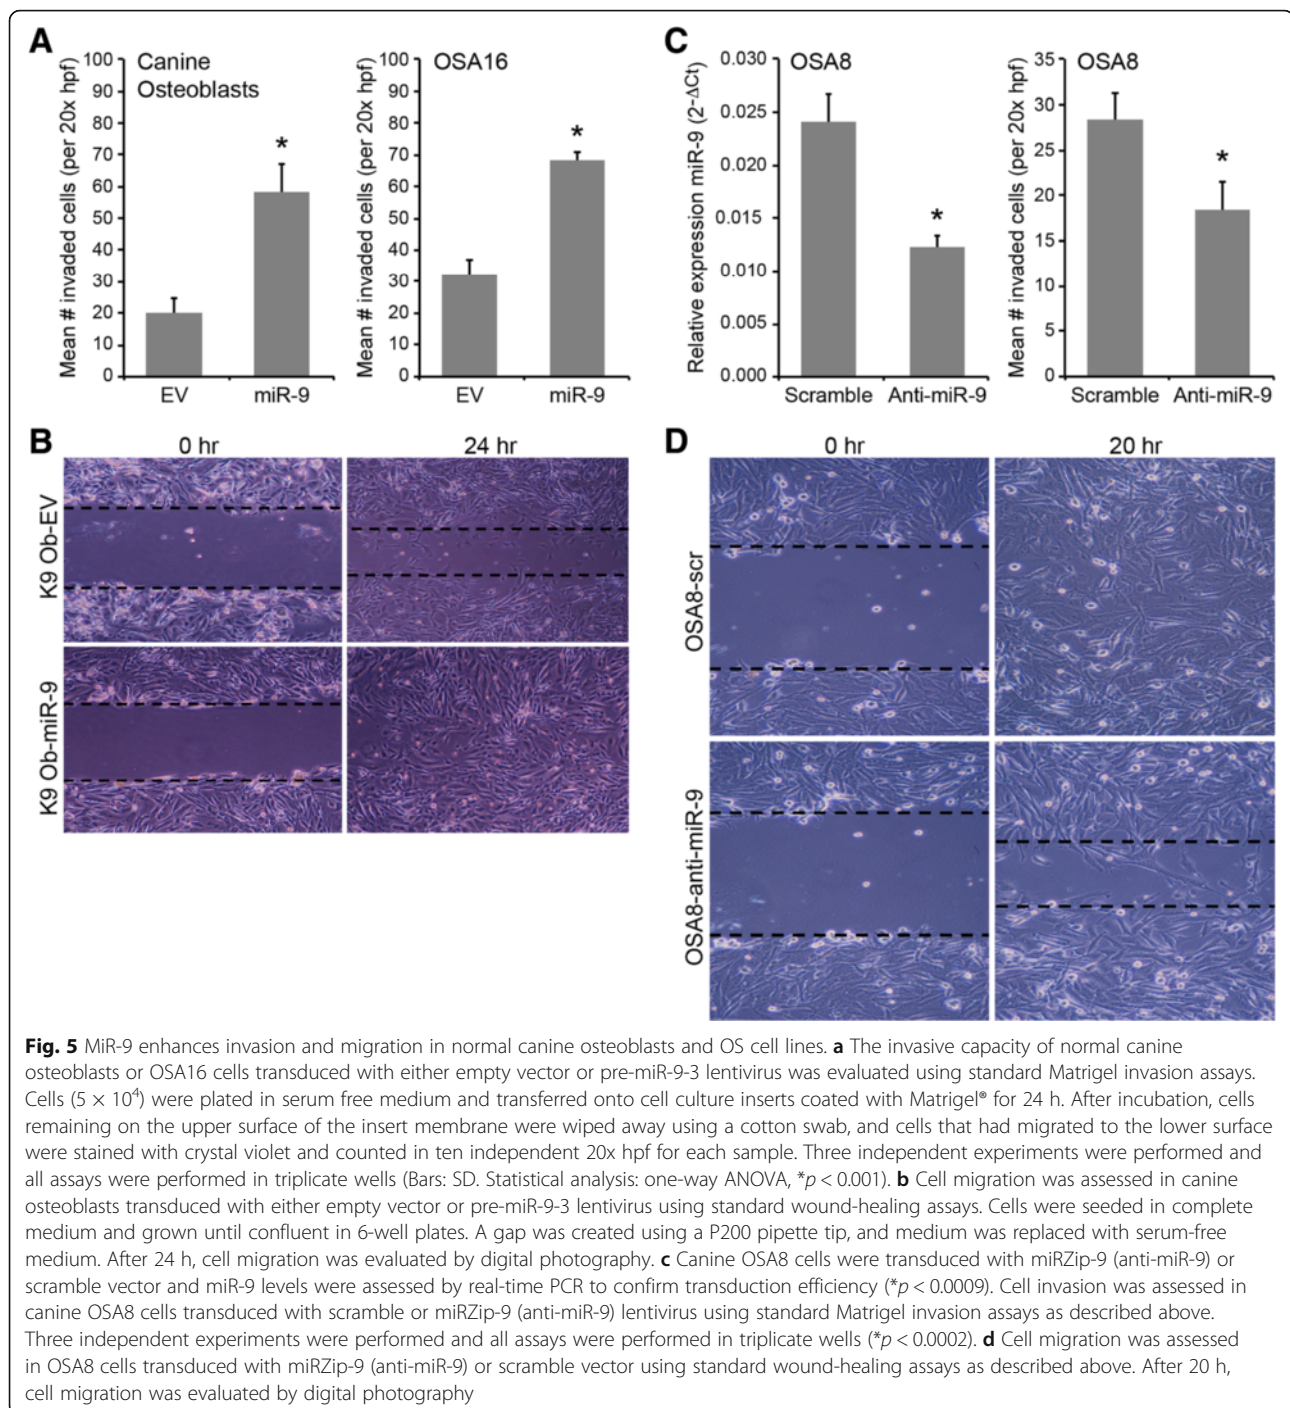 A
Mean # invaded cells (per 20x hpf)
100
90
80
70
60
50
40
30
20
10
0
Canine
Osteoblasts
*
EV
miR-9
Mean # invaded cells (per 20x hpf)
100
90
80
70
60
50
40
30
20
10
0
OSA16
*
EV
miR-9
C
Relative expression miR-9 (2-ΔCt)
0.030
0.025
0.020
0.015
0.010
0.005
0.000
OSA8
*
Scramble
Anti-miR-9
Mean # invaded cells (per 20x hpf)
35
30
25
20
15
10
5
0
OSA8
*
Scramble
Anti-miR-9
B
0 hr
24 hr
K9 Ob-EV
K9 Ob-miR-9
D
0 hr
20 hr
OSA8-scr
OSA8-anti-miR-9
Fig. 5 MiR-9 enhances invasion and migration in normal canine osteoblasts and OS cell lines. a The invasive capacity of normal canine
osteoblasts or OSA16 cells transduced with either empty vector or pre-miR-9-3 lentivirus was evaluated using standard Matrigel invasion assays.
Cells (5 × 10⁴) were plated in serum free medium and transferred onto cell culture inserts coated with Matrigel® for 24 h. After incubation, cells
remaining on the upper surface of the insert membrane were wiped away using a cotton swab, and cells that had migrated to the lower surface
were stained with crystal violet and counted in ten independent 20x hpf for each sample. Three independent experiments were performed and
all assays were performed in triplicate wells (Bars: SD. Statistical analysis: one-way ANOVA, *p < 0.001). b Cell migration was assessed in canine
osteoblasts transduced with either empty vector or pre-miR-9-3 lentivirus using standard wound-healing assays. Cells were seeded in complete
medium and grown until confluent in 6-well plates. A gap was created using a P200 pipette tip, and medium was replaced with serum-free
medium. After 24 h, cell migration was evaluated by digital photography. c Canine OSA8 cells were transduced with miRZip-9 (anti-miR-9) or
scramble vector and miR-9 levels were assessed by real-time PCR to confirm transduction efficiency (*p < 0.0009). Cell invasion was assessed in
canine OSA8 cells transduced with scramble or miRZip-9 (anti-miR-9) lentivirus using standard Matrigel invasion assays as described above.
Three independent experiments were performed and all assays were performed in triplicate wells (*p < 0.0002). d Cell migration was assessed
in OSA8 cells transduced with miRZip-9 (anti-miR-9) or scramble vector using standard wound-healing assays as described above. After 20 h,
cell migration was evaluated by digital photography